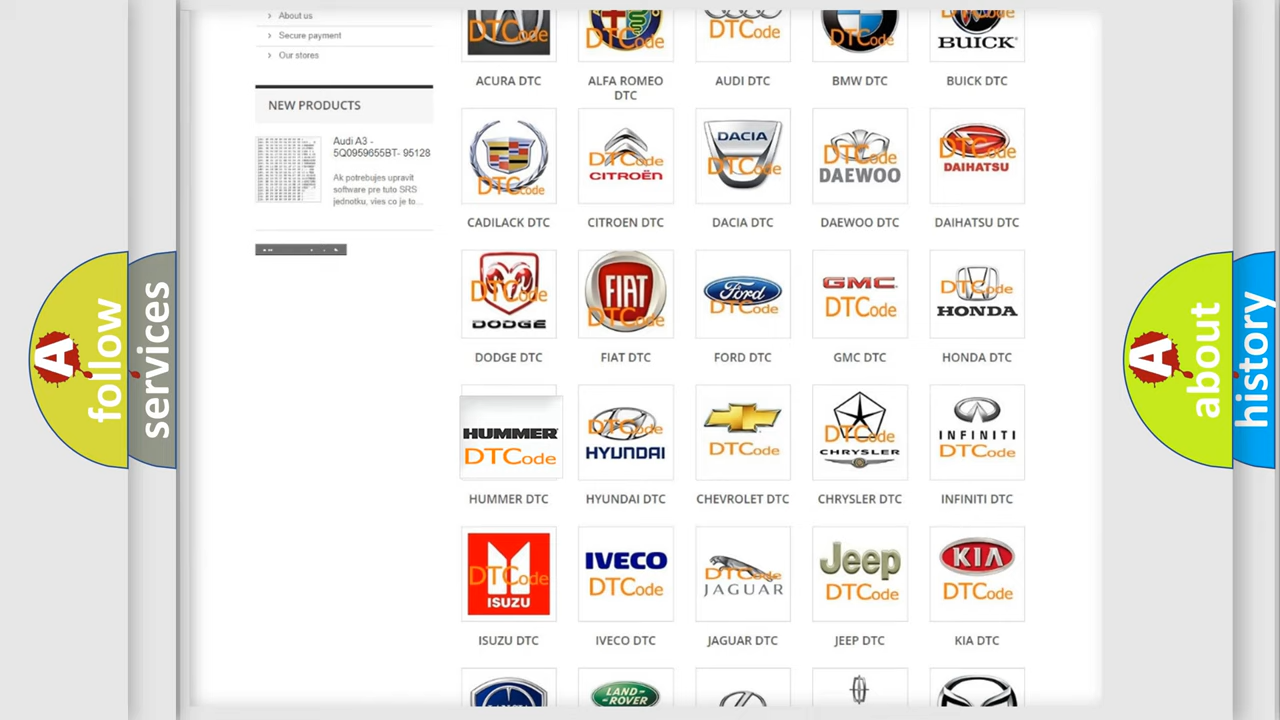 About us
Secure payment
Our stores
NEW PRODUCTS
Audi A3 -
5Q0959655BT- 95128
Ak potrebujes upravit
software pre tuto SRS
jednotku, vies co je to...
DTCode DTCode DTCode DTCode DTCode
BUICK
ACURA DTC
ALFA ROMEO
DTC
AUDI DTC
BMW DTC
BUICK DTC
DTCode
DTCode
CITROËN
DACIA
DTCode
DTCode
DAEWOO
DTCode
DAIHATSU
CADILACK DTC
CITROEN DTC
DACIA DTC
DAEWOO DTC
DAIHATSU DTC
DTCode
DODGE
FIAT
DTCode
Ford
DTCode
GMC
DTCode
DTCode
HONDA
DODGE DTC
FIAT DTC
FORD DTC
GMC DTC
HONDA DTC
HUMMER
DTCode
DTCode
HYUNDAI
DTCode
DTCode
CHRYSLER
INFINITI
DTCode
HUMMER DTC
HYUNDAI DTC
CHEVROLET DTC
CHRYSLER DTC
INFINITI DTC
DTCode
ISUZU
IVECO
DTCode
DTCode
JAGUAR
Jeep
DTCode
KIA
DTCode
ISUZU DTC
IVECO DTC
JAGUAR DTC
JEEP DTC
KIA DTC
LAND-
ROVER
A follow
services
A about
history